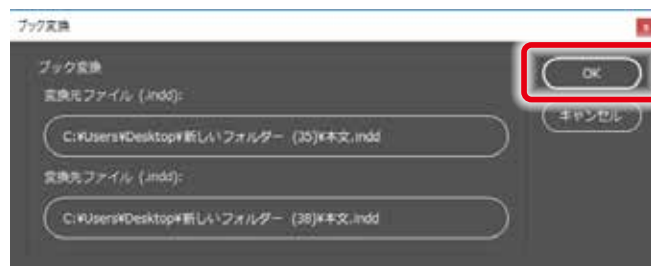 ブック変換
ブック変換
変換元ファイル (.indd):
C:¥Users¥Desktop¥新しいフォルダー (35)¥本文.indd
変換先ファイル (.indd):
C:¥Users¥Desktop¥新しいフォルダー (38)¥本文.indd
OK
キャンセル